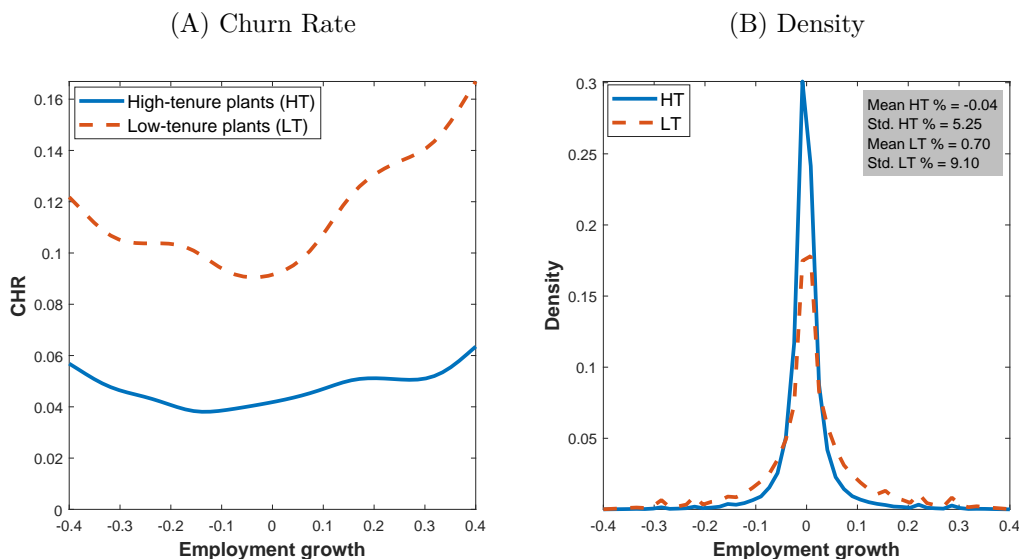 (A) Churn Rate
0.16
0.14
0.12
0.1
0.08
0.06
0.04
0.02
0
CHR
High-tenure plants (HT)
Low-tenure plants (LT)
-0.4 -0.3 -0.2 -0.1 0 0.1 0.2 0.3 0.4
Employment growth
(B) Density
0.3
0.25
0.2
0.15
0.1
0.05
Density
HT
LT
Mean HT % = -0.04
Std. HT % = 5.25
Mean LT % = 0.70
Std. LT % = 9.10
-0.4 -0.3 -0.2 -0.1 0 0.1 0.2 0.3 0.4
Employment growth